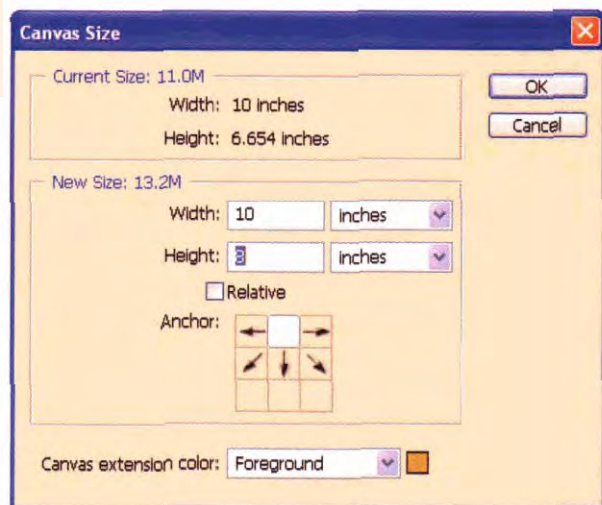 Canvas Size
Current Size: 11.0M
OK
Width: 10 inches
Cancel
Height: 6.654 inches
New Size: 13.2M
Width: 10 inches
Height: 8 inches
Relative
Anchor:
Canvas extension color: Foreground